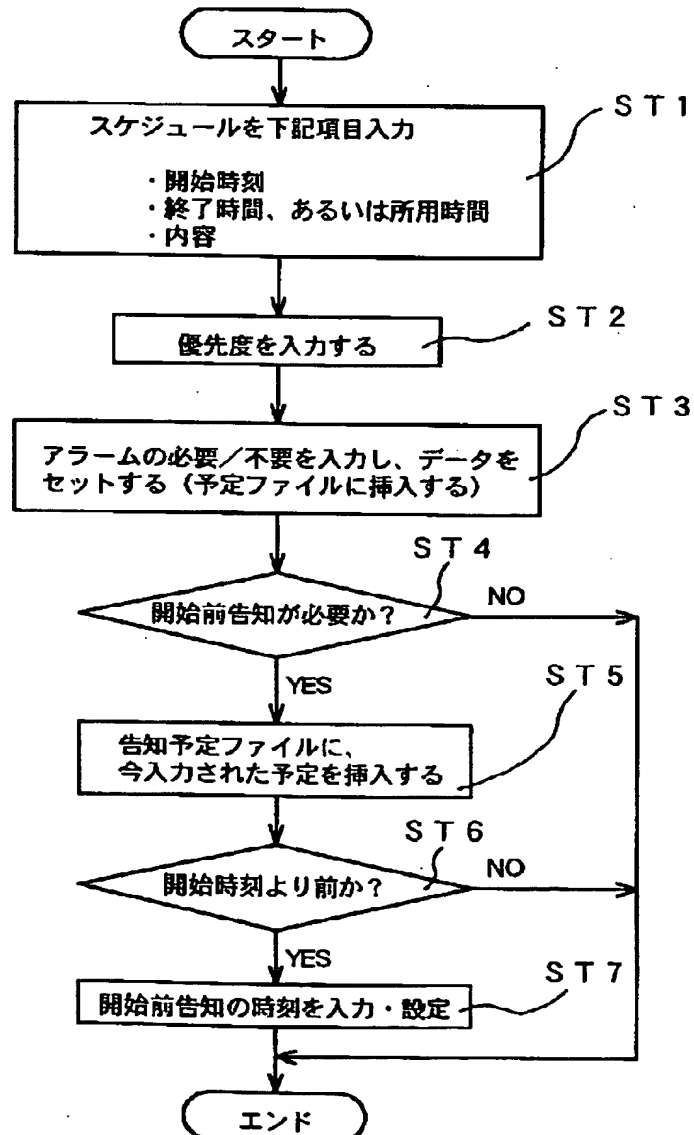 スタート
スケジュールを下記項目入力
ST1
・開始時刻
・終了時間、あるいは所用時間
・内容
ST2
優先度を入力する
ST3
アラームの必要／不要を入力し、データを
セットする（予定ファイルに挿入する）
ST4
開始前告知が必要か？
NO
YES
ST5
告知予定ファイルに、
今入力された予定を挿入する
ST6
開始時刻より前か？
NO
YES
ST7
開始前告知の時刻を入力・設定
エンド